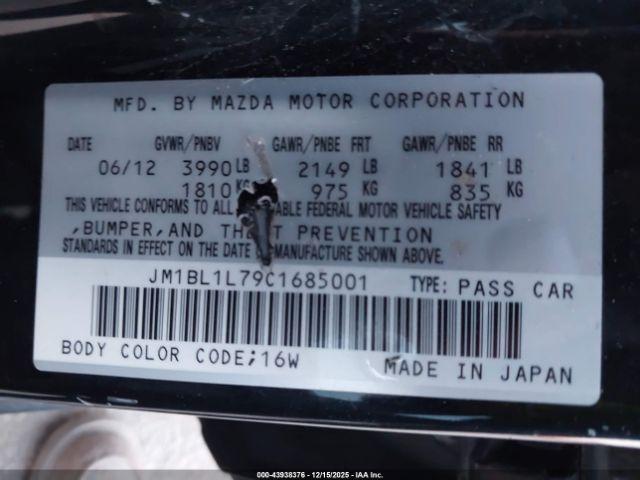 MFD. BY MAZDA MOTOR CORPORATION
DATE GVWR/PNBV GAWR/PNBE FRT GAWR/PNBE RR
06/12 3990 LB 2149 LB 1841 LB
1810 KG 975 KG 835 KG
THIS VEHICLE CONFORMS TO ALL FEDERAL MOTOR VEHICLE SAFETY
,BUMPER,AND PREVENTION
STANDARDS IN EFFECT ON THE DATE MANUFACTURE SHOWN ABOVE.
JM1BL1L79C1685001 TYPE: PASS CAR
BODY COLOR CODE;16W MADE IN JAPAN
000-43938376 - 12/15/2025 - IAA Inc.